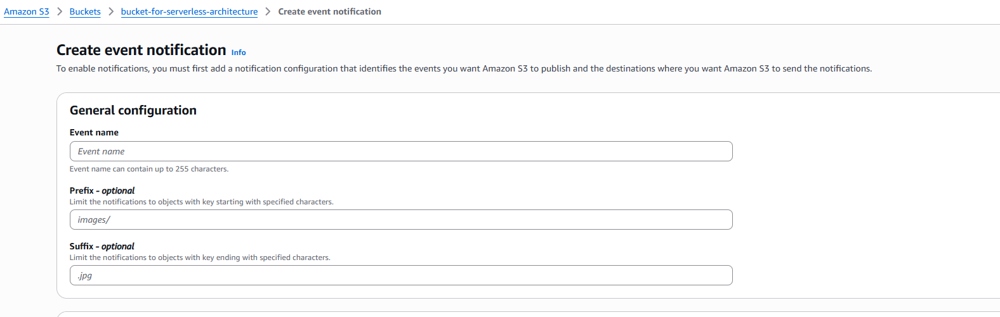 Amazon S3 > Buckets > bucket-for-serverless-architecture > Create event notification
Create event notification Info
To enable notifications, you must first add a notification configuration that identifies the events you want Amazon S3 to publish and the destinations where you want Amazon S3 to send the notifications.
General configuration
Event name
Event name
Event name can contain up to 255 characters.
Prefix - optional
Limit the notifications to objects with key starting with specified characters.
images/
Suffix - optional
Limit the notifications to objects with key ending with specified characters.
.jpg